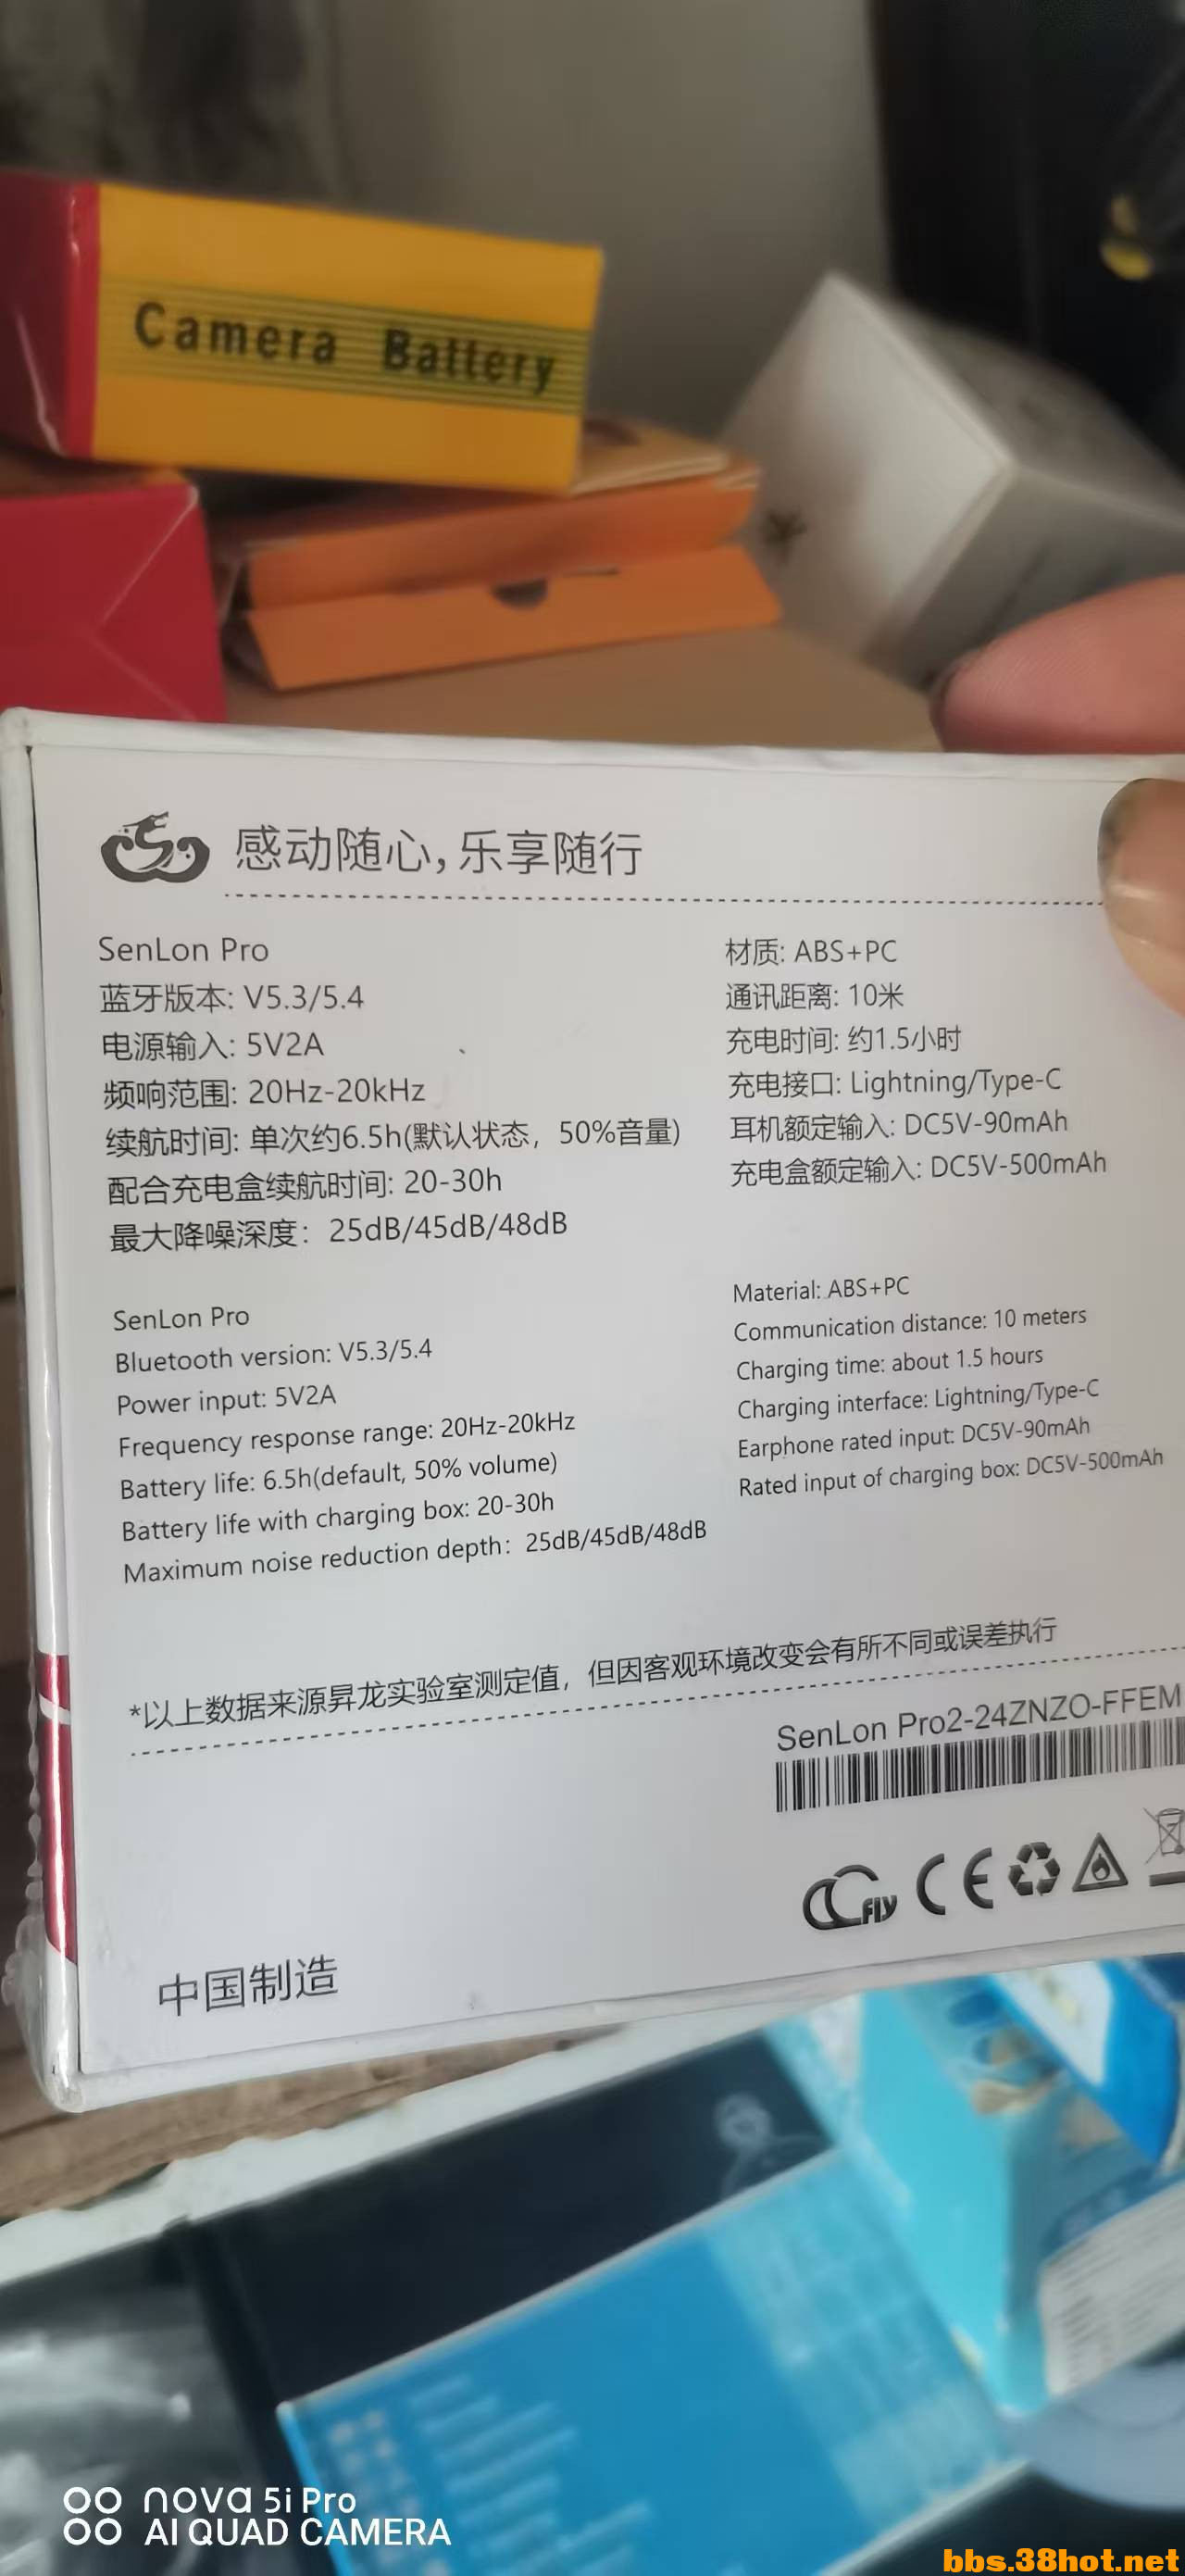 Camera Battery
感动随心，乐享随行
SenLon Pro
蓝牙版本: V5.3/5.4
电源输入: 5V2A
频响范围: 20Hz-20kHz
续航时间: 单次约6.5h(默认状态，50%音量)
配合充电盒续航时间: 20-30h
最大降噪深度：25dB/45dB/48dB
材质: ABS+PC
通讯距离: 10米
充电时间: 约1.5小时
充电接口: Lightning/Type-C
耳机额定输入: DC5V-90mAh
充电盒额定输入: DC5V-500mAh
SenLon Pro
Bluetooth version: V5.3/5.4
Power input: 5V2A
Frequency response range: 20Hz-20kHz
Battery life: 6.5h(default, 50% volume)
Battery life with charging box: 20-30h
Maximum noise reduction depth：25dB/45dB/48dB
Material: ABS+PC
Communication distance: 10 meters
Charging time: about 1.5 hours
Charging interface: Lightning/Type-C
Earphone rated input: DC5V-90mAh
Rated input of charging box: DC5V-500mAh
*以上数据来源昇龙实验室测定值，但因客观环境改变会有所不同或误差执行
SenLon Pro2-24ZNZO-FFEM
Fly CE
中国制造
nova 5i Pro
AI QUAD CAMERA
bbs.38hot.net